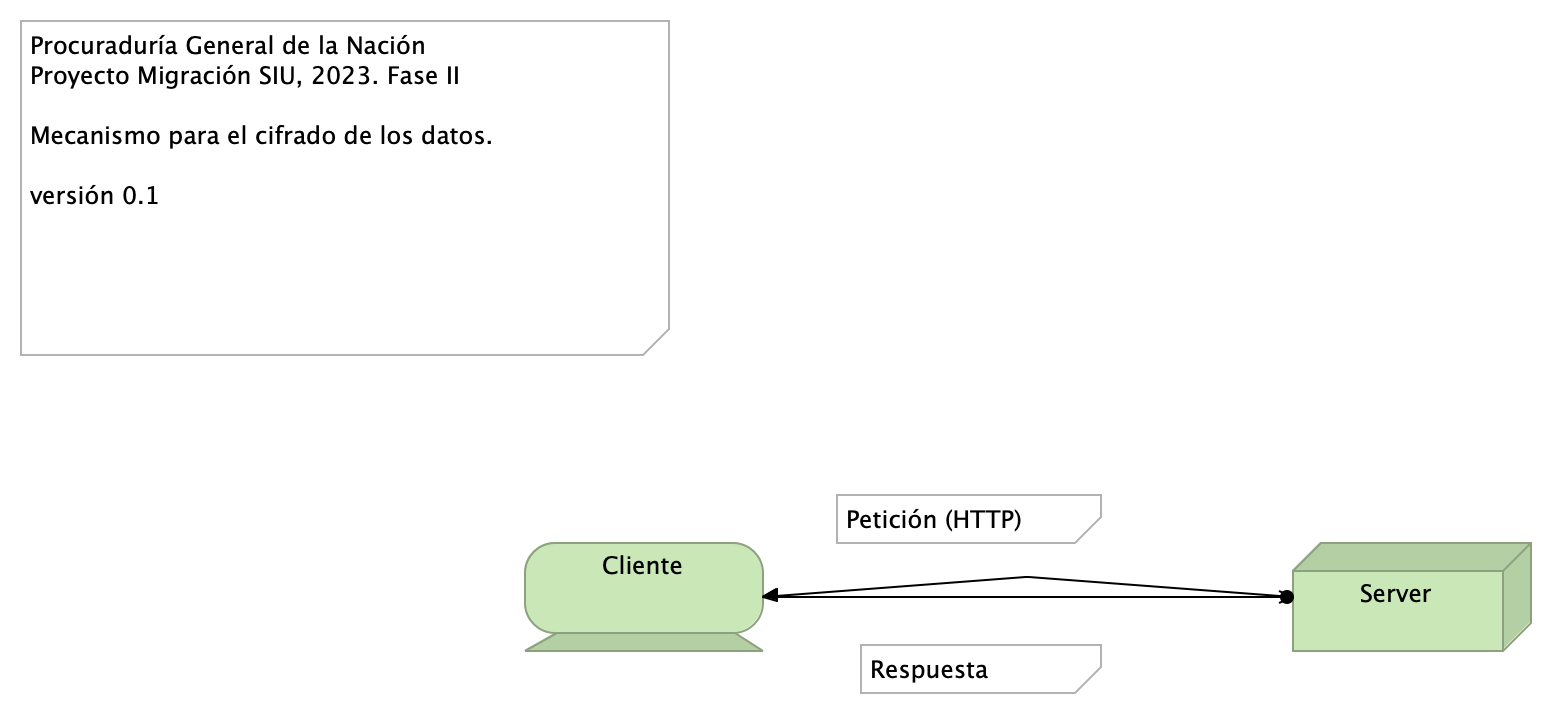 Procuraduría General de la Nación
Proyecto Migración SIU, 2023. Fase II
Mecanismo para el cifrado de los datos.
versión 0.1
Petición (HTTP)
Cliente
Server
Respuesta